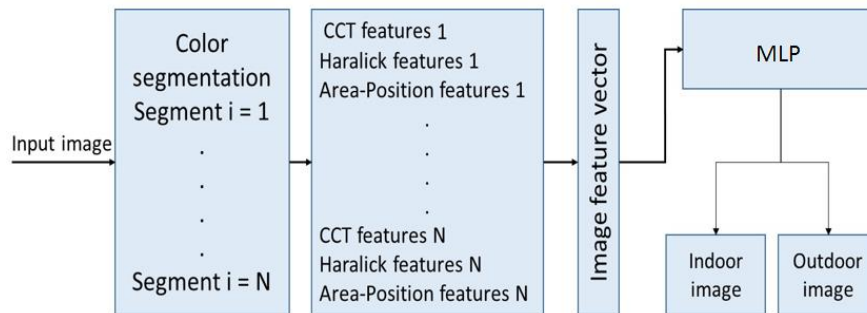 Input image
Color
segmentation
Segment i = 1
.
.
.
.
Segment i = N
CCT features 1
Haralick features 1
Area-Position features 1
.
.
.
.
CCT features N
Haralick features N
Area-Position features N
Image feature vector
MLP
Indoor
image
Outdoor
image